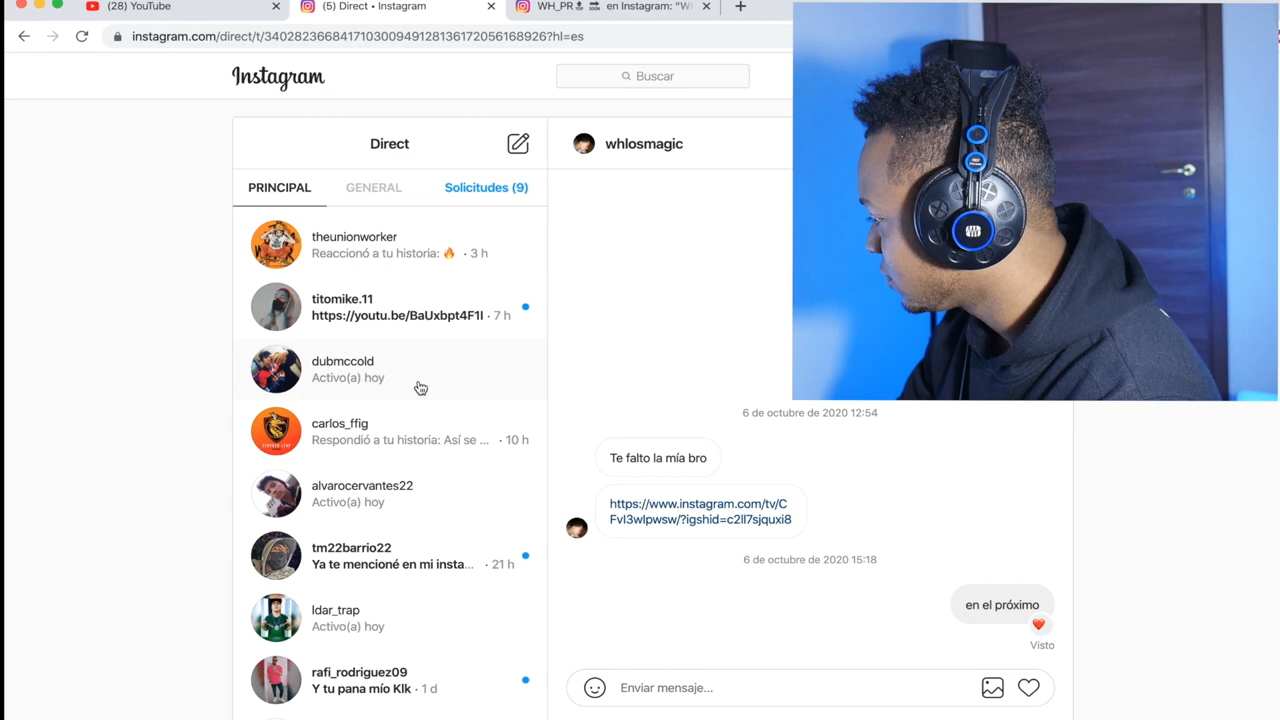 (28) YouTube
(5) Direct • Instagram
en Instagram: "WH
instagram.com/direct/t/340282366841710300949128136172056168926?hl=es
Instagram
Buscar
Direct
whlosmagic
PRINCIPAL
GENERAL
Solicitudes (9)
theunionworker
Reaccionó a tu historia: 🔥 · 3 h
titomike.11
https://youtu.be/BaUxbpt4F1I · 7 h
dubmccold
Activo(a) hoy
carlos_ffig
Respondió a tu historia: Así se ... · 10 h
alvarocervantes22
Activo(a) hoy
tm22barrio22
Ya te mencioné en mi insta... · 21 h
ldar_trap
Activo(a) hoy
rafi_rodriguez09
Y tu pana mío Klk · 1 d
6 de octubre de 2020 12:54
Te falto la mía bro
https://www.instagram.com/tv/C
FvI3wlpwsw/?igshid=c2ll7sjquxi8
6 de octubre de 2020 15:18
en el próximo
Visto
Enviar mensaje...